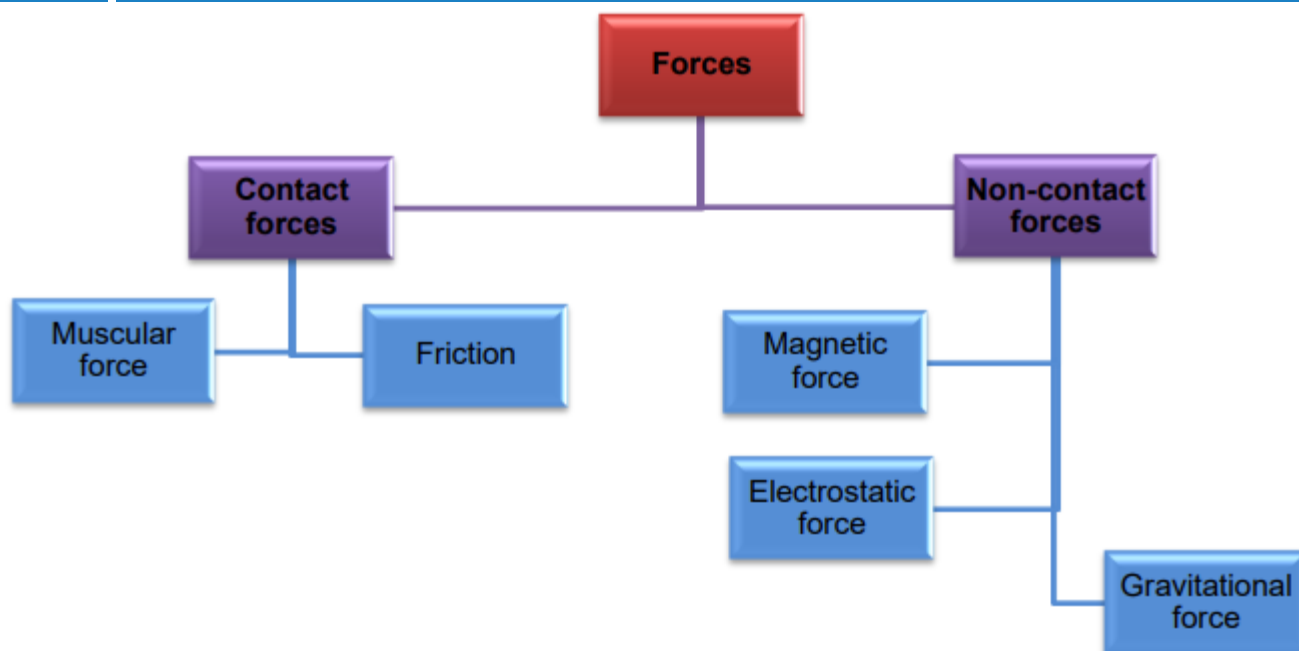 Forces
Contact
forces
Non-contact
forces
Muscular
force
Friction
Magnetic
force
Electrostatic
force
Gravitational
force